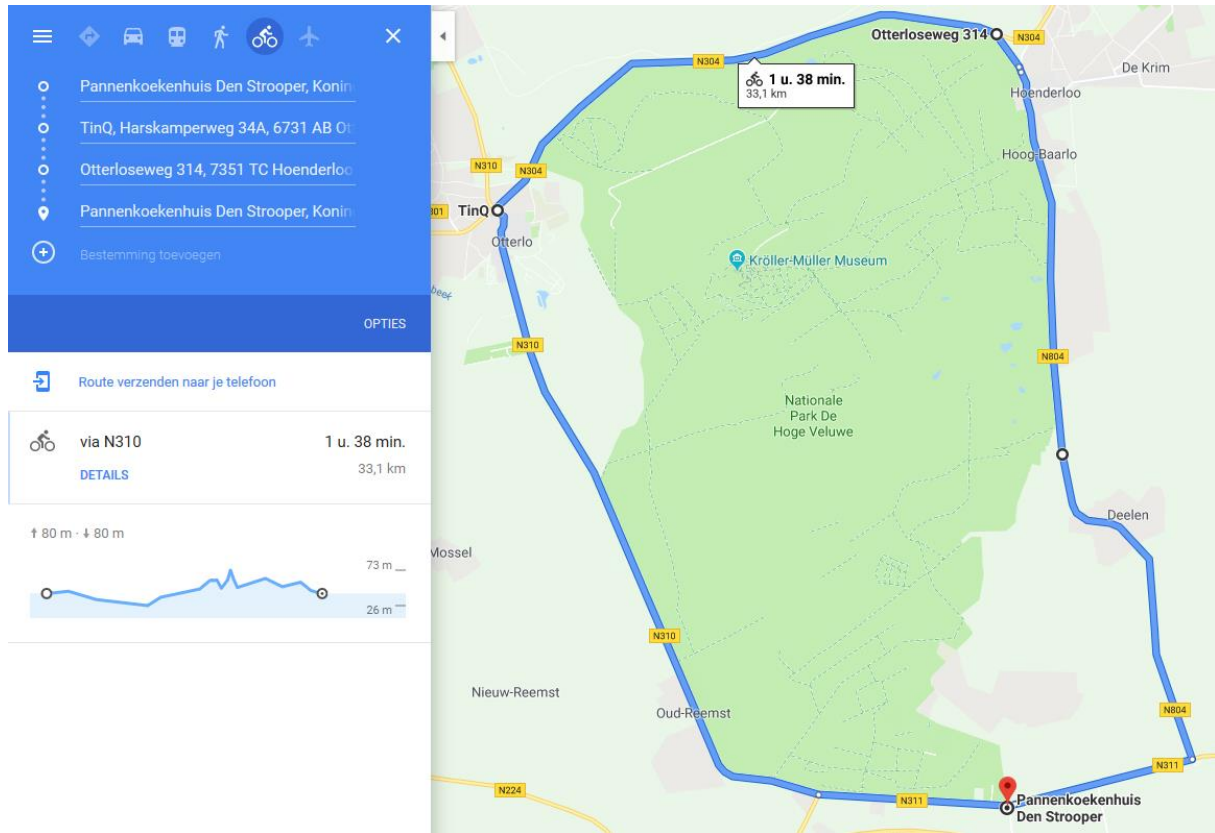 Pannenkoekenhuis Den Strooper, Konin
TinQ, Harskamperweg 34A, 6731 AB Ot
Otterloseweg 314, 7351 TC Hoenderloo
Pannenkoekenhuis Den Strooper, Konin
Bestemming toevoegen
OPTIES
Route verzenden naar je telefoon
via N310
1 u. 38 min.
DETAILS
33,1 km
80 m · 80 m
73 m
26 m
Otterloseweg 314
N304
N304
De Krim
1 u. 38 min.
33,1 km
Hoenderloo
Hoog-Baarlo
N310
N304
TinQ
Otterlo
Kröller-Müller Museum
beek
N310
N804
Nationale
Park De
Hoge Veluwe
Deelen
Mossel
N310
Nieuw-Reemst
Oud-Reemst
N804
N311
N224
N311
Pannenkoekenhuis
Den Strooper